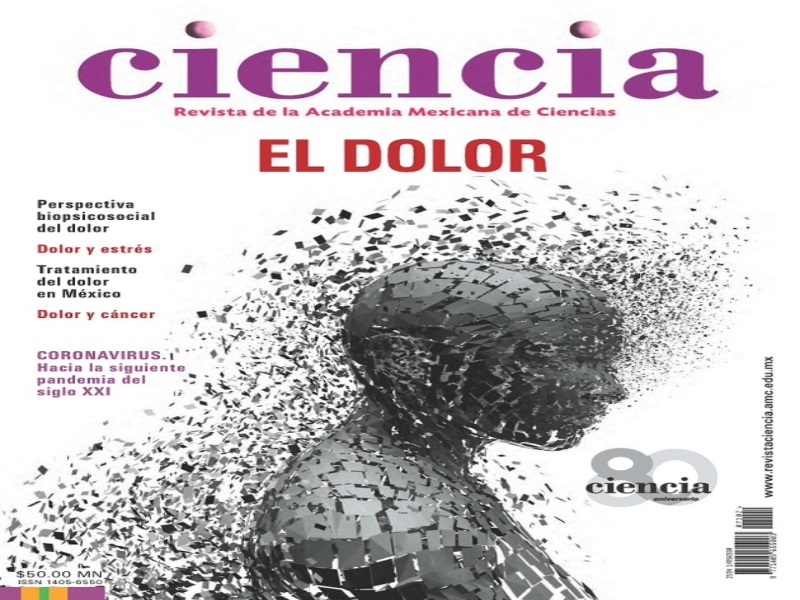 ciencia
Revista de la Academia Mexicana de Ciencias
EL DOLOR
Perspectiva
biopsicosocial
del dolor
Dolor y estrés
Tratamiento
del dolor
en México
Dolor y cáncer
CORONAVIRUS.
Hacia la siguiente
pandemia del
siglo XXI
80
ciencia
aniversario
www.revistaciencia.amc.edu.mx
$50.00 MN
ISSN 1405-6550